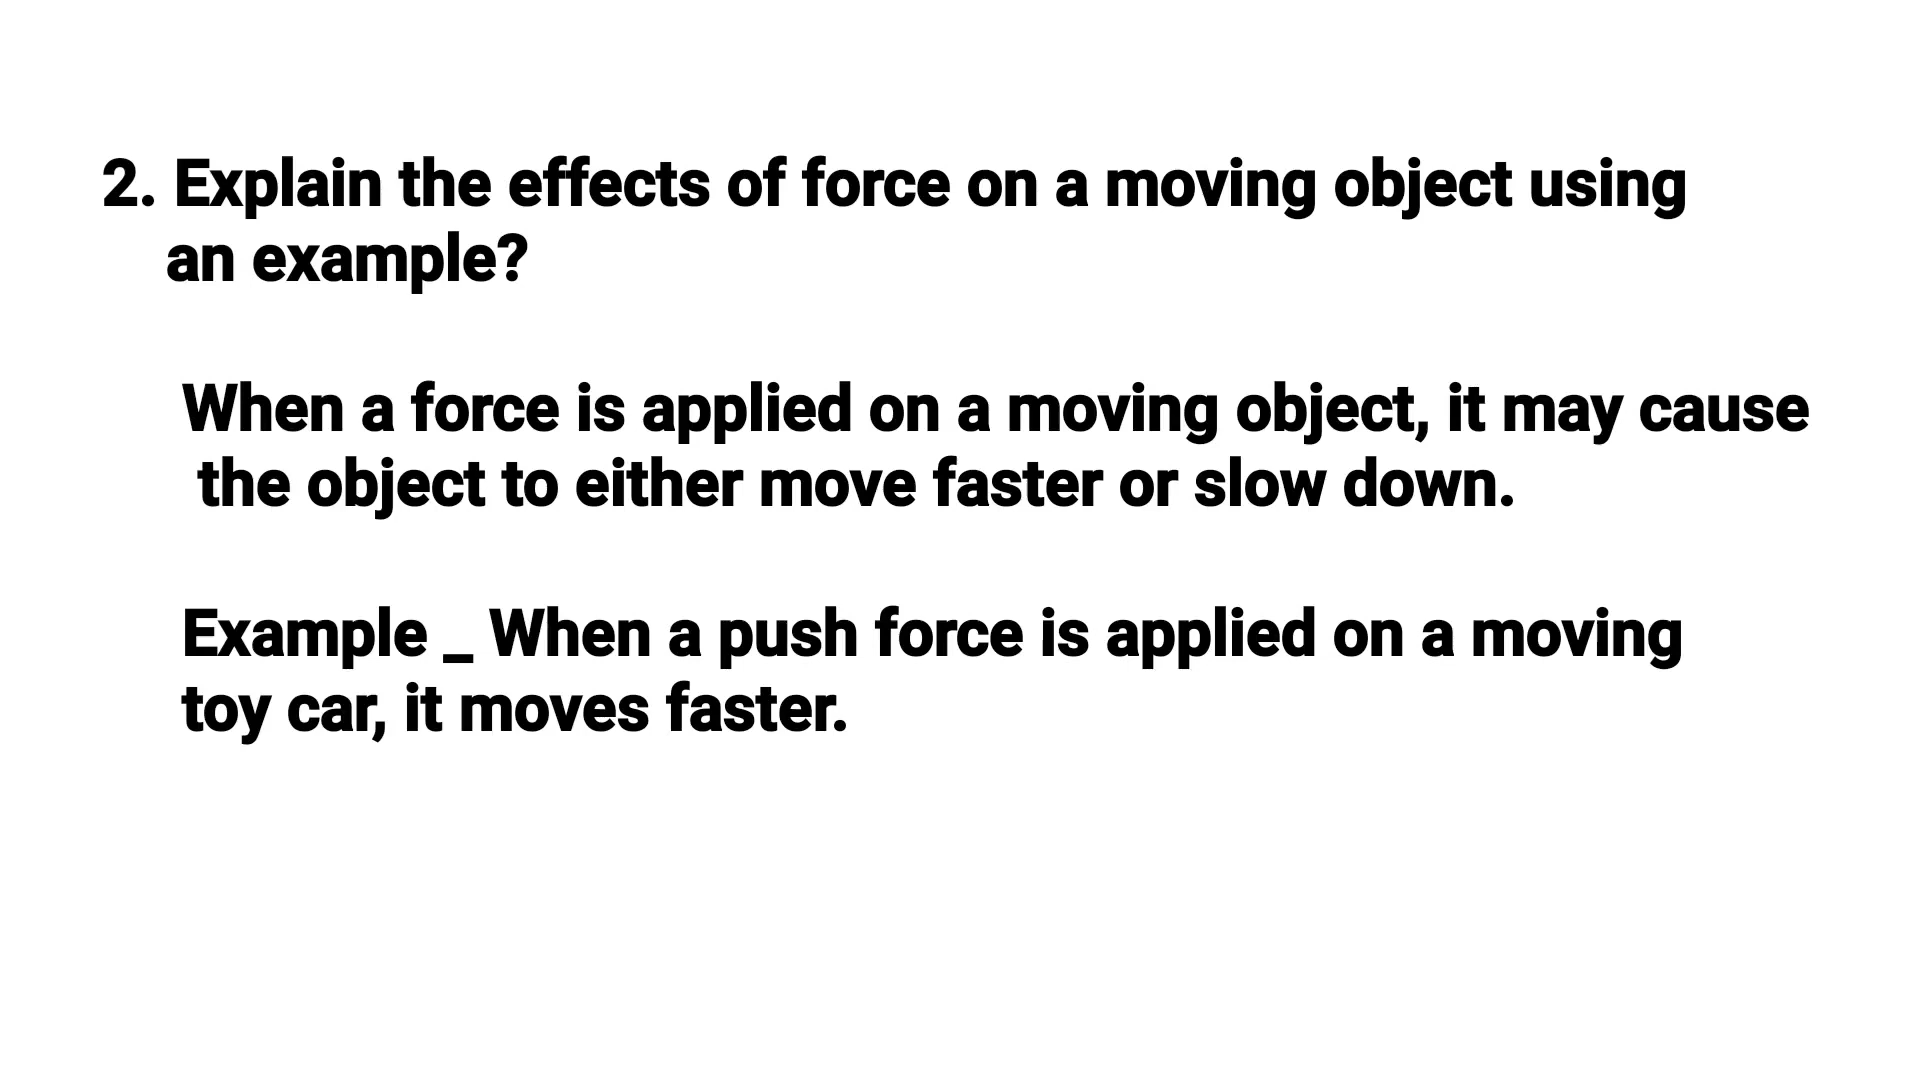 2. Explain the effects of force on a moving object using
an example?
When a force is applied on a moving object, it may cause
the object to either move faster or slow down.
Example _ When a push force is applied on a moving
toy car, it moves faster.